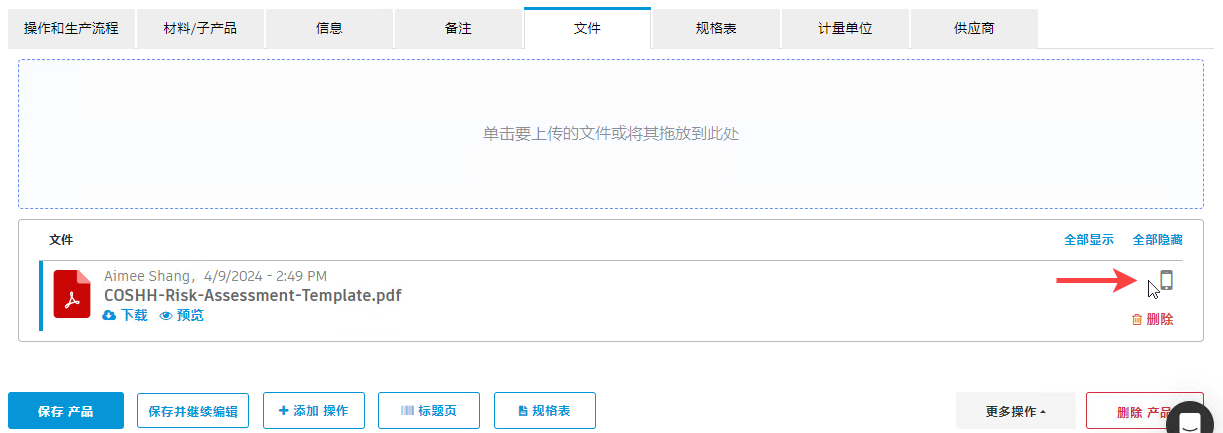 操作和生产流程 材料/子产品 信息 备注 文件 规格表 计量单位 供应商
单击要上传的文件或将其拖放到此处
文件 全部显示 全部隐藏
Aimee Shang，4/9/2024 - 2:49 PM
COSHH-Risk-Assessment-Template.pdf
下载 预览
删除
保存 产品 保存并继续编辑 添加 操作 标题页 规格表 更多操作 删除 产品